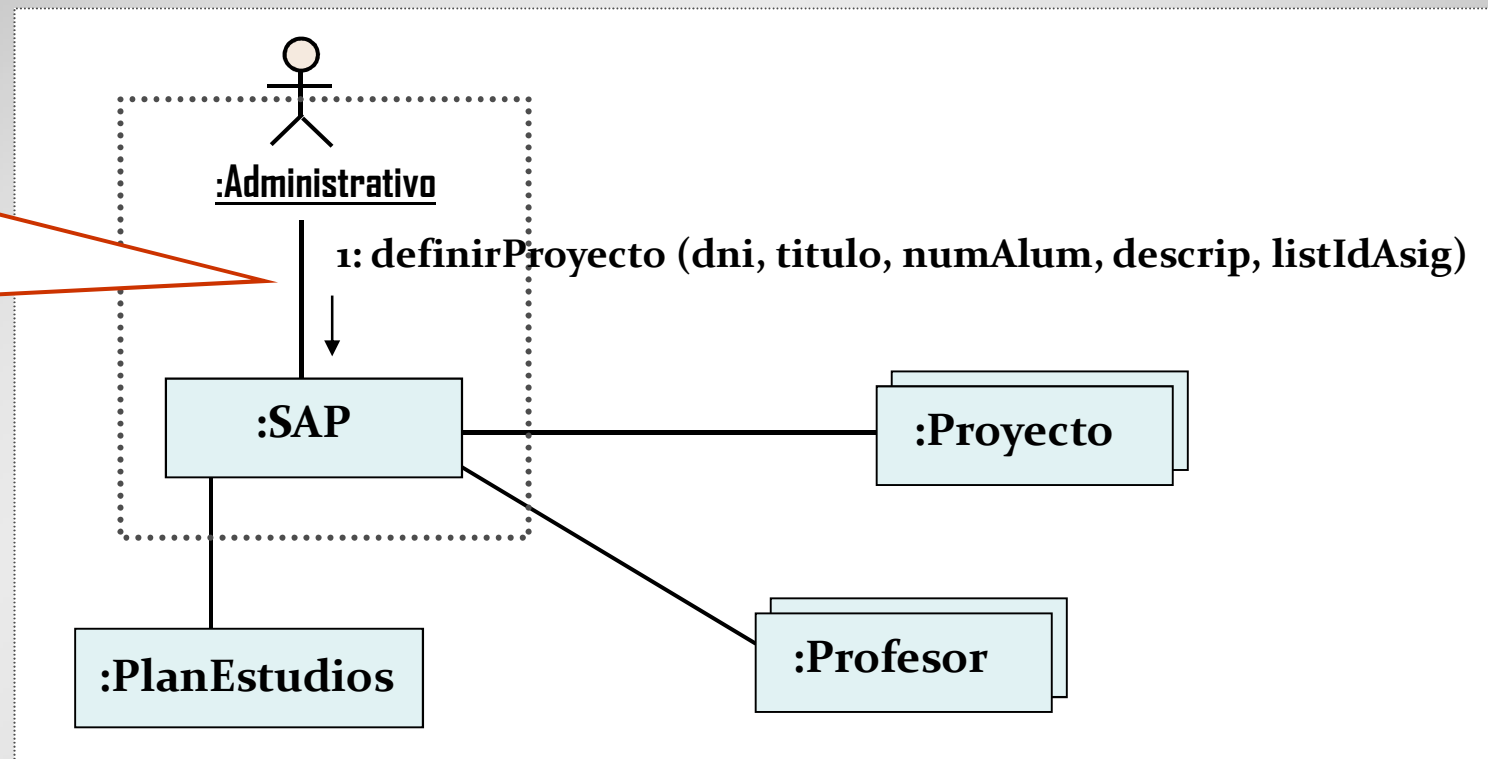 :Administrativo
1: definirProyecto (dni, titulo, numAlum, descrip, listIdAsig)
:SAP
:Proyecto
:Profesor
:PlanEstudios